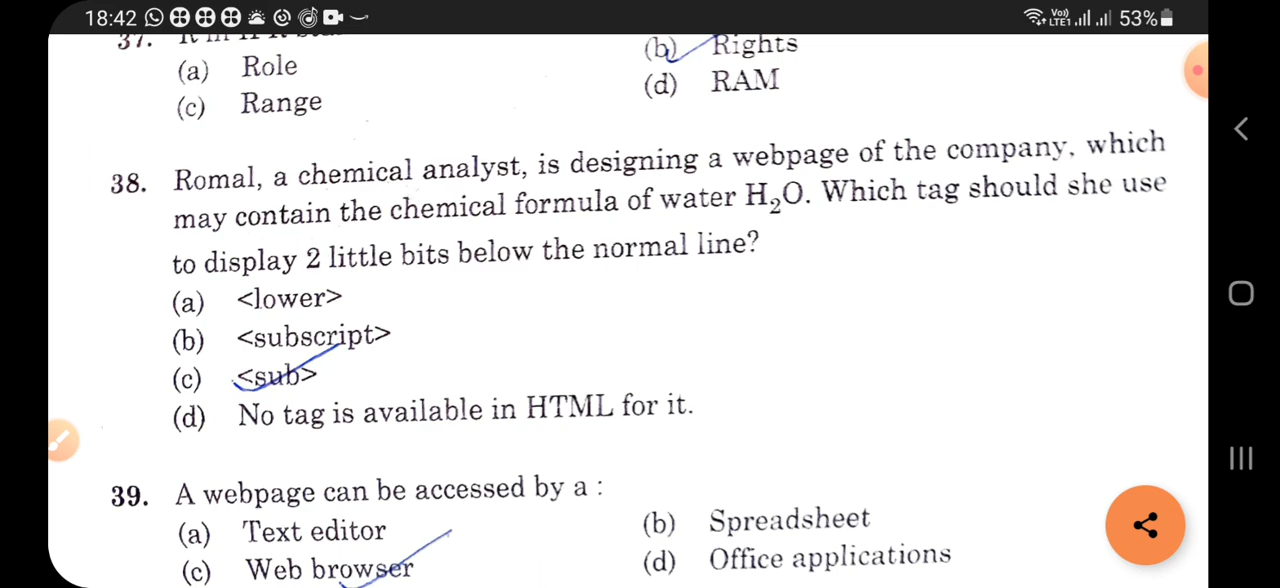 18:42
Vo))
LTE1
53%
37.
(a) Role
(b) Rights
(c) Range
(d) RAM
38. Romal, a chemical analyst, is designing a webpage of the company, which
may contain the chemical formula of water H₂O. Which tag should she use
to display 2 little bits below the normal line?
(a) <lower>
(b) <subscript>
(c) <sub>
(d) No tag is available in HTML for it.
39. A webpage can be accessed by a :
(a) Text editor
(b) Spreadsheet
(c) Web browser
(d) Office applications